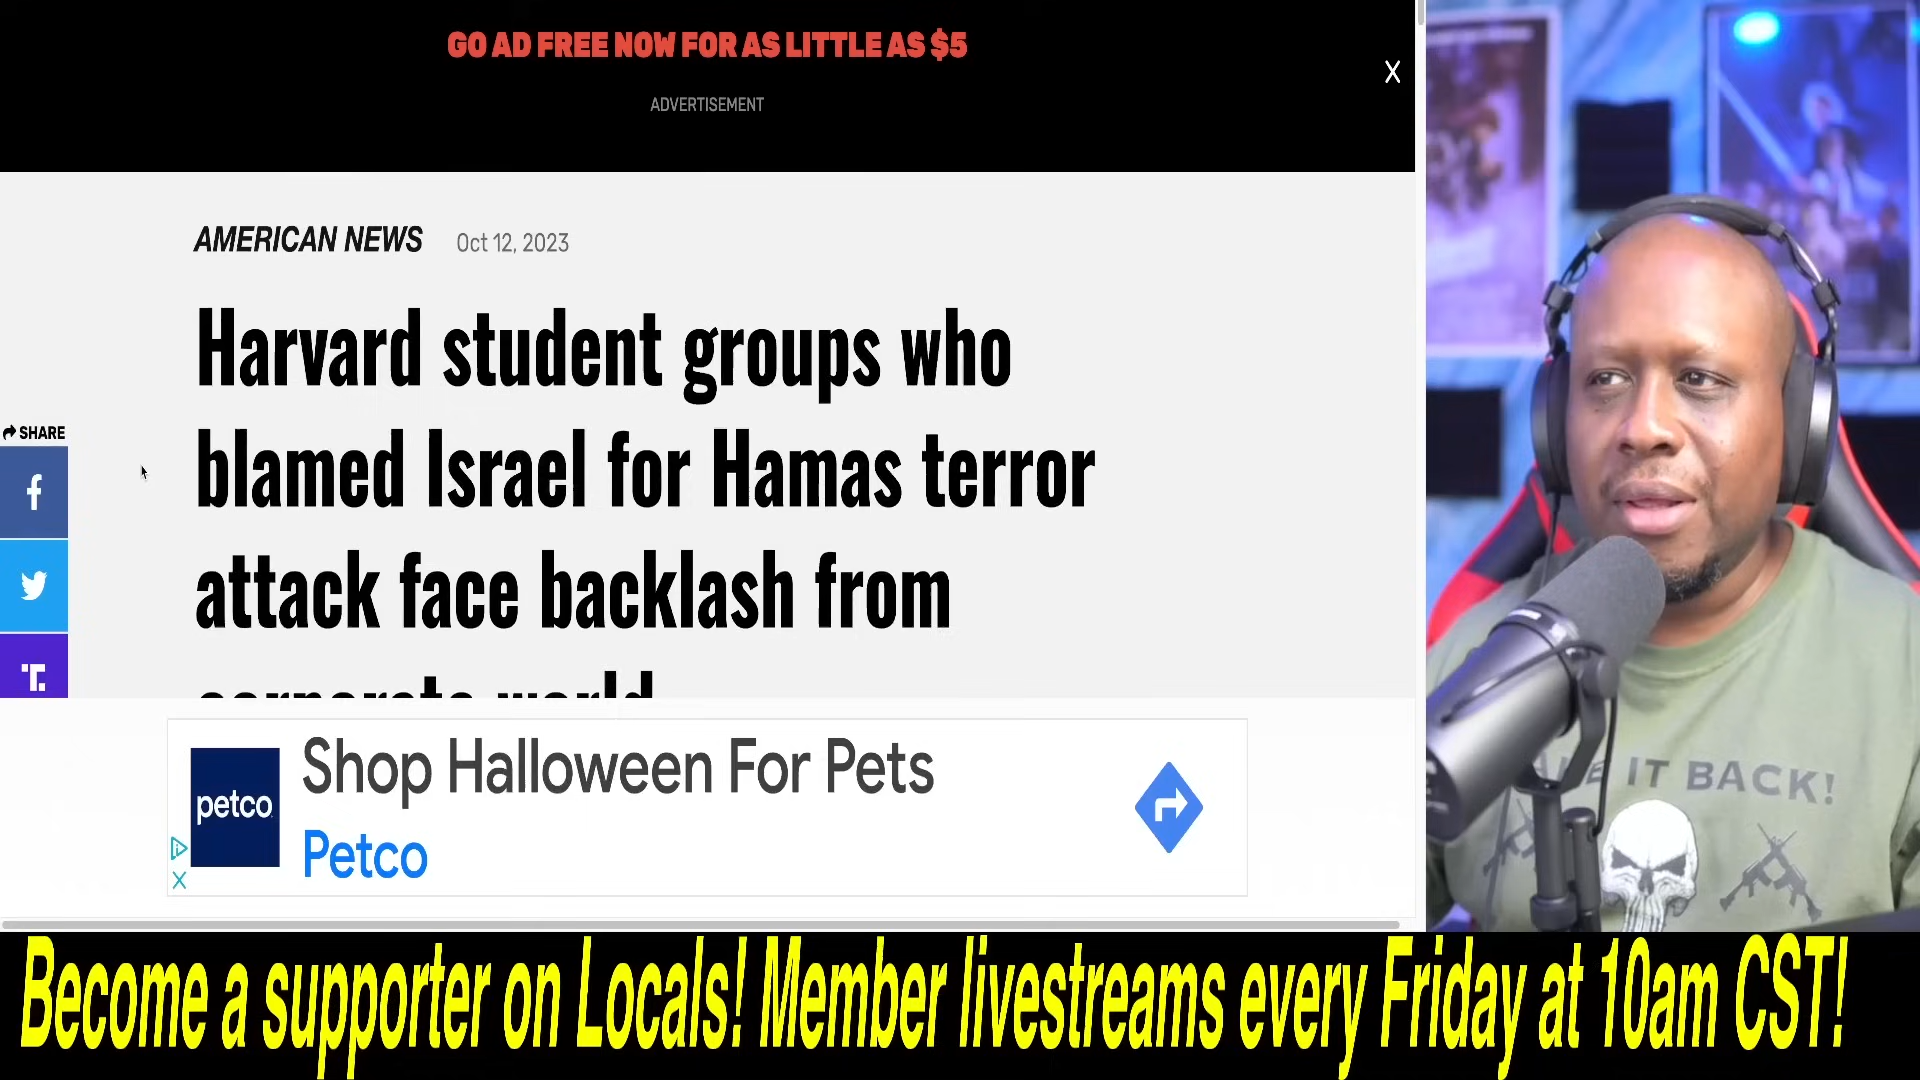 GO AD FREE NOW FOR AS LITTLE AS $5
X
ADVERTISEMENT
AMERICAN NEWS Oct 12, 2023
Harvard student groups who
blamed Israel for Hamas terror
attack face backlash from
corporate world
SHARE
f
T.
petco
Shop Halloween For Pets
Petco
X
IT BACK!
Become a supporter on Locals! Member livestreams every Friday at 10am CST!